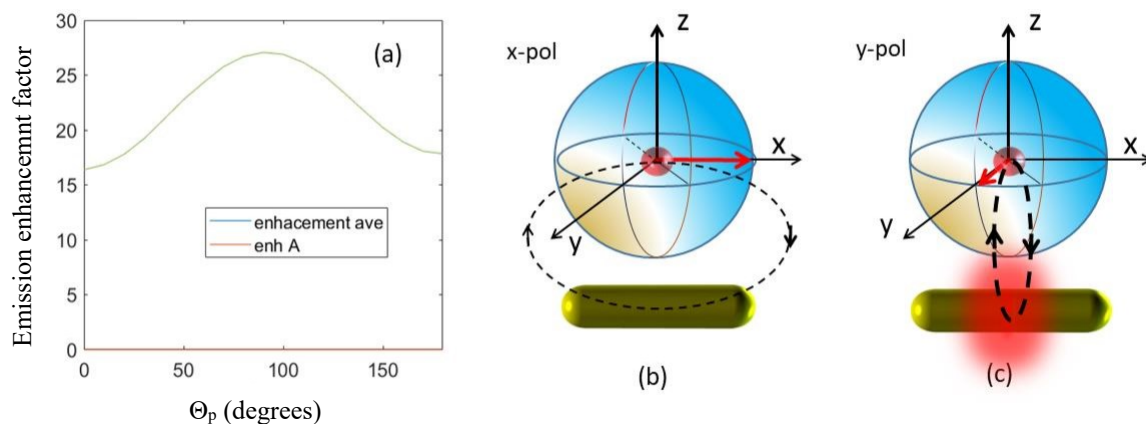 Emission enhancemnt factor
30
25
20
15
10
5
0
0
50
100
150
Θp (degrees)
(a)
enhacement ave
enh A
x-pol
z
x
y
(b)
y-pol
z
x
y
(c)